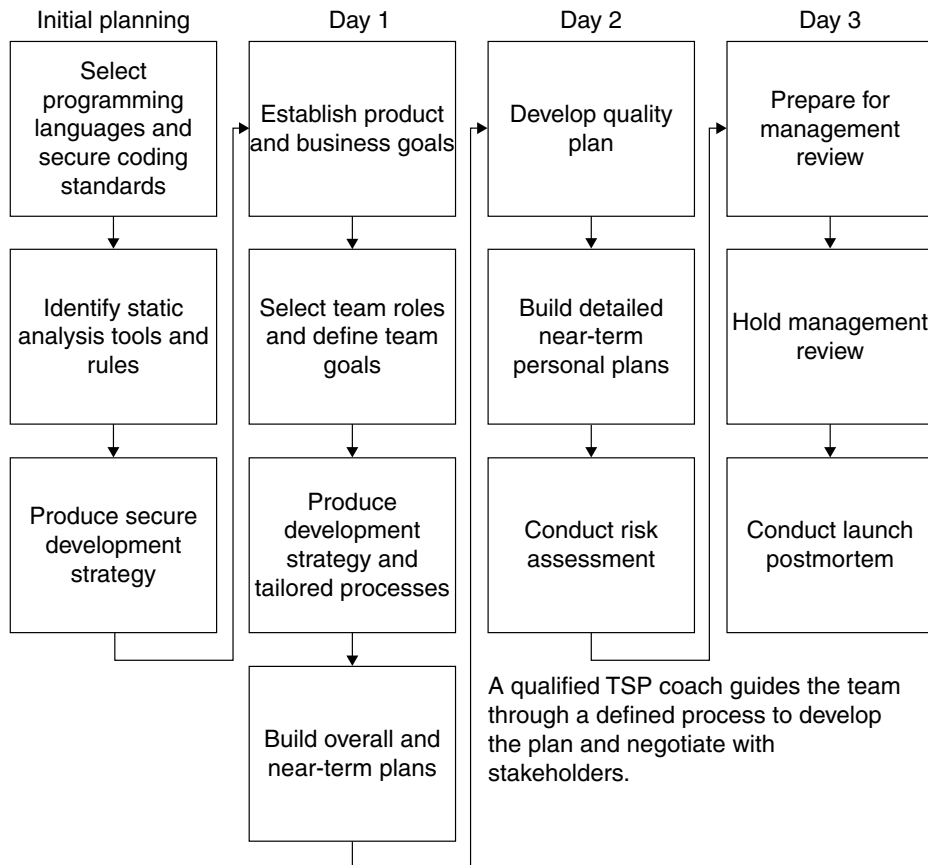 Initial planning
Select
programming
languages and
secure coding
standards
Identify static
analysis tools and
rules
Produce secure
development
strategy
Day 1
Establish product
and business goals
Select team roles
and define team
goals
Produce
development
strategy and
tailored processes
Build overall and
near-term plans
Day 2
Develop quality
plan
Build detailed
near-term
personal plans
Conduct risk
assessment
Day 3
Prepare for
management
review
Hold management
review
Conduct launch
postmortem
A qualified TSP coach guides the team
through a defined process to develop
the plan and negotiate with
stakeholders.